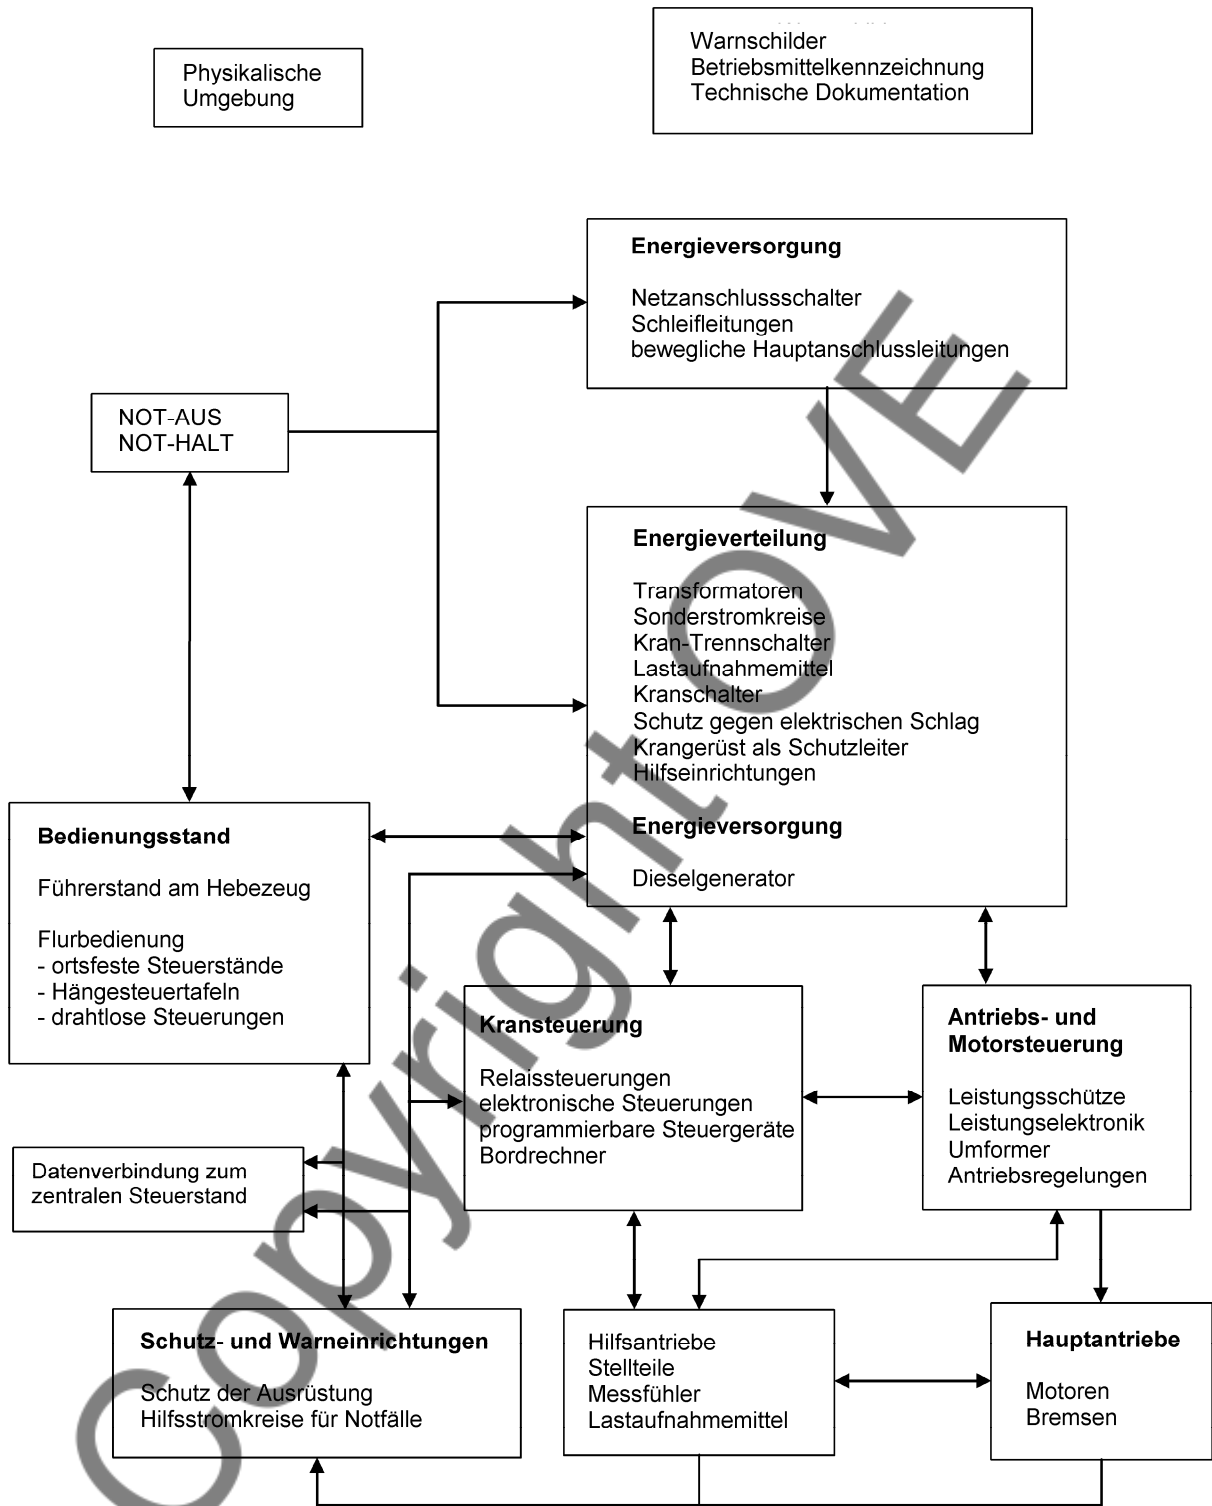 Physikalische
Umgebung
Warnschilder
Betriebsmittelkennzeichnung
Technische Dokumentation
Energieversorgung
Netzanschlussschalter
Schleifleitungen
bewegliche Hauptanschlussleitungen
NOT-AUS
NOT-HALT
Energieverteilung
Transformatoren
Sonderstromkreise
Kran-Trennschalter
Lastaufnahmemittel
Kranschalter
Schutz gegen elektrischen Schlag
Krangerüst als Schutzleiter
Hilfseinrichtungen
Energieversorgung
Dieselgenerator
Bedienungsstand
Führerstand am Hebezeug
Flurbedienung
- ortsfeste Steuerstände
- Hängesteuertafeln
- drahtlose Steuerungen
Kransteuerung
Relaissteuerungen
elektronische Steuerungen
programmierbare Steuergeräte
Bordrechner
Antriebs- und
Motorsteuerung
Leistungsschütze
Leistungselektronik
Umformer
Antriebsregelungen
Datenverbindung zum
zentralen Steuerstand
Schutz- und Warneinrichtungen
Schutz der Ausrüstung
Hilfsstromkreise für Notfälle
Hilfsantriebe
Stellteile
Messfühler
Lastaufnahmemittel
Hauptantriebe
Motoren
Bremsen
Copyright OVE